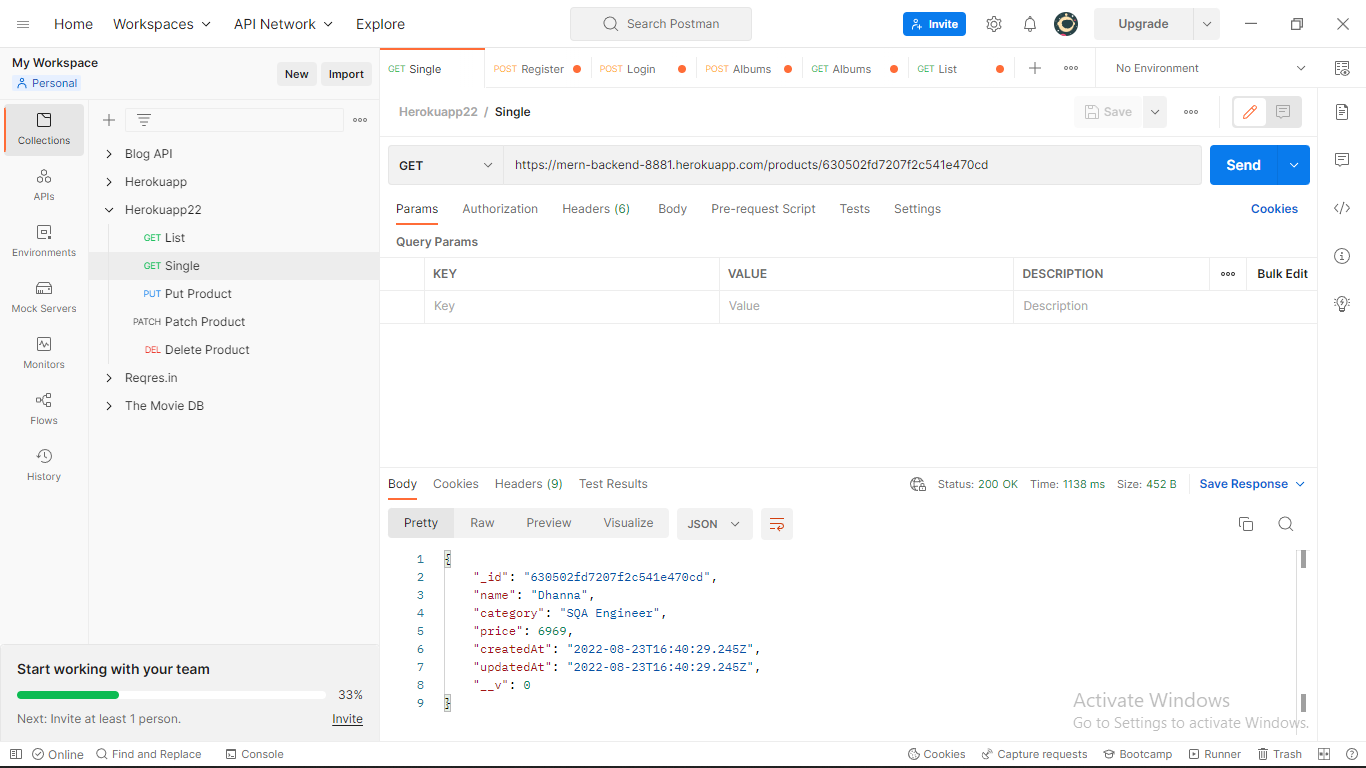 Home Workspaces API Network Explore Search Postman Invite Upgrade
My Workspace
Personal
New Import
GET Single POST Register POST Login POST Albums GET Albums GET List No Environment
Collections
APIs
Environments
Mock Servers
Monitors
Flows
History
Blog API
Herokuapp
Herokuapp22
GET List
GET Single
PUT Put Product
PATCH Patch Product
DEL Delete Product
Reqres.in
The Movie DB
Herokuapp22 / Single Save
GET https://mern-backend-8881.herokuapp.com/products/630502fd7207f2c541e470cd Send
Params Authorization Headers (6) Body Pre-request Script Tests Settings Cookies
Query Params
KEY VALUE DESCRIPTION Bulk Edit
Key Value Description
Body Cookies Headers (9) Test Results Status: 200 OK Time: 1138 ms Size: 452 B Save Response
Pretty Raw Preview Visualize JSON
1 {
2 "_id": "630502fd7207f2c541e470cd",
3 "name": "Dhanna",
4 "category": "SQA Engineer",
5 "price": 6969,
6 "createdAt": "2022-08-23T16:40:29.245Z",
7 "updatedAt": "2022-08-23T16:40:29.245Z",
8 "__v": 0
9 }
Start working with your team
33%
Next: Invite at least 1 person. Invite
Activate Windows
Go to Settings to activate Windows.
Online Find and Replace Console Cookies Capture requests Bootcamp Runner Trash